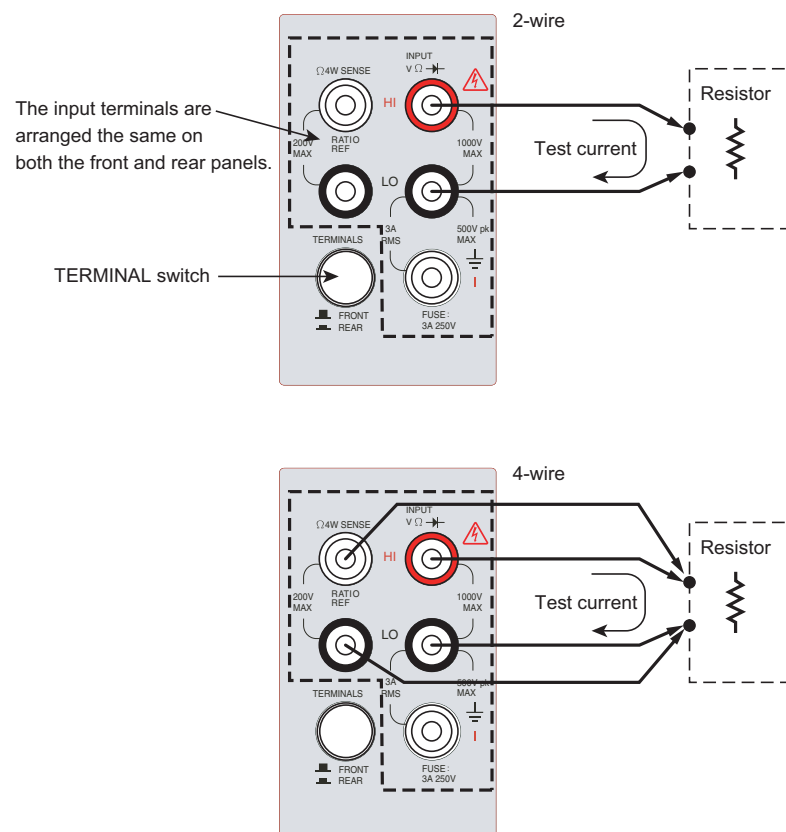 2-wire
INPUT
Ω4W SENSE
V Ω
HI
Resistor
The input terminals are
arranged the same on
both the front and rear panels.
RATIO
REF
200V
MAX
1000V
MAX
Test current
LO
3A
RMS
500V pk
MAX
TERMINALS
TERMINAL switch
I
FRONT
REAR
FUSE:
3A 250V
4-wire
INPUT
Ω4W SENSE
V Ω
HI
Resistor
RATIO
REF
200V
MAX
1000V
MAX
Test current
LO
3A
RMS
500V pk
MAX
TERMINALS
I
FRONT
REAR
FUSE:
3A 250V